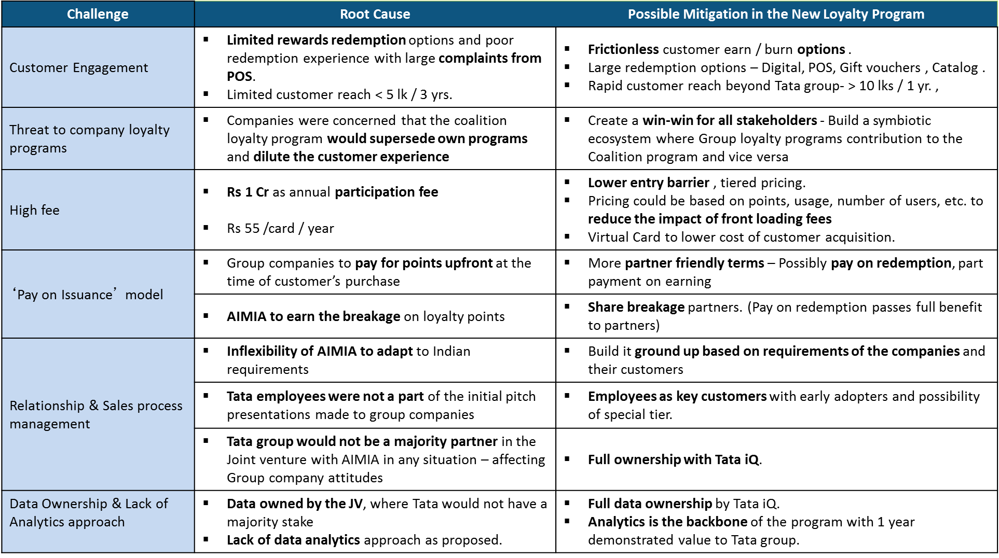 Challenge
Root Cause
Possible Mitigation in the New Loyalty Program
Customer Engagement
▪ Limited rewards redemption options and poor
redemption experience with large complaints from
POS.
▪ Limited customer reach < 5 lk / 3 yrs.
▪ Frictionless customer earn / burn options .
▪ Large redemption options – Digital, POS, Gift vouchers , Catalog .
▪ Rapid customer reach beyond Tata group- > 10 lks / 1 yr. ,
Threat to company loyalty
programs
▪ Companies were concerned that the coalition
loyalty program would supersede own programs
and dilute the customer experience
▪ Create a win-win for all stakeholders - Build a symbiotic
ecosystem where Group loyalty programs contribution to the
Coalition program and vice versa
High fee
▪ Rs 1 Cr as annual participation fee
▪ Rs 55 /card / year
▪ Lower entry barrier , tiered pricing.
▪ Pricing could be based on points, usage, number of users, etc. to
reduce the impact of front loading fees
▪ Virtual Card to lower cost of customer acquisition.
‘Pay on Issuance’ model
▪ Group companies to pay for points upfront at the
time of customer’s purchase
▪ More partner friendly terms – Possibly pay on redemption, part
payment on earning
▪ AIMIA to earn the breakage on loyalty points
▪ Share breakage partners. (Pay on redemption passes full benefit
to partners)
Relationship & Sales process
management
▪ Inflexibility of AIMIA to adapt to Indian
requirements
▪ Build it ground up based on requirements of the companies and
their customers
▪ Tata employees were not a part of the initial pitch
presentations made to group companies
▪ Employees as key customers with early adopters and possibility
of special tier.
▪ Tata group would not be a majority partner in the
Joint venture with AIMIA in any situation – affecting
Group company attitudes
▪ Full ownership with Tata iQ.
Data Ownership & Lack of
Analytics approach
▪ Data owned by the JV, where Tata would not have a
majority stake
▪ Lack of data analytics approach as proposed.
▪ Full data ownership by Tata iQ.
▪ Analytics is the backbone of the program with 1 year
demonstrated value to Tata group.